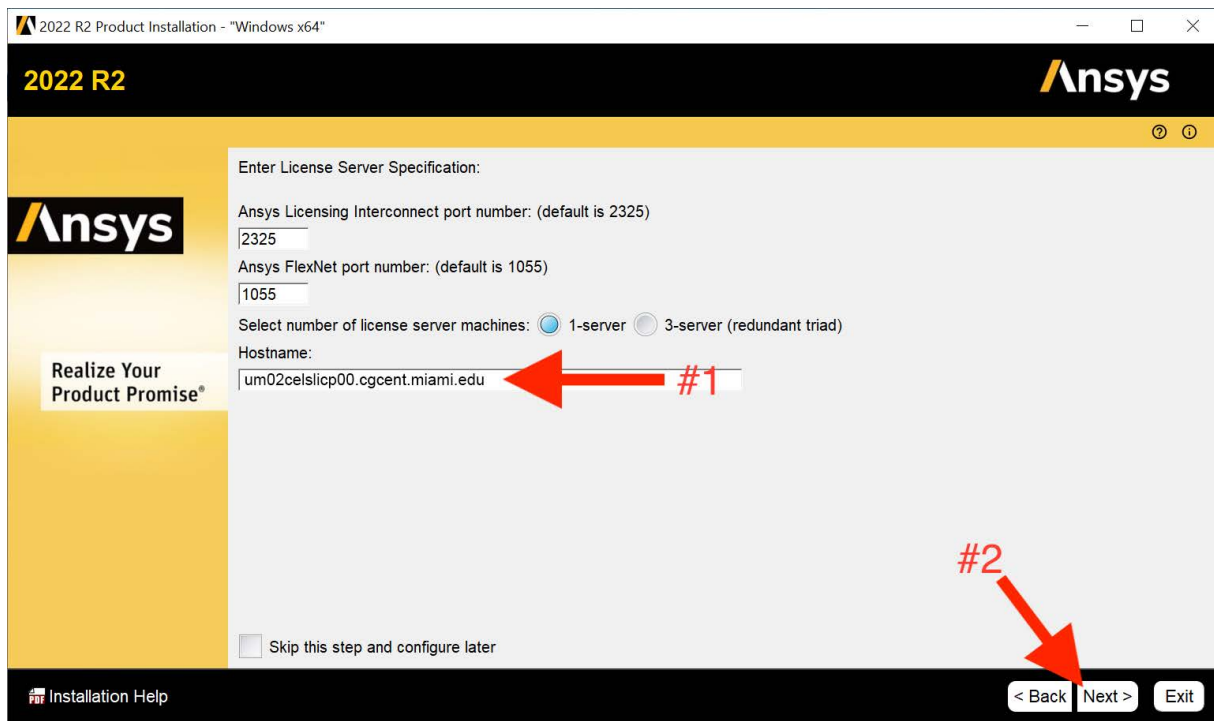 2022 R2 Product Installation - "Windows x64"
2022 R2
Ansys
Enter License Server Specification:
Ansys
Ansys Licensing Interconnect port number: (default is 2325)
2325
Ansys FlexNet port number: (default is 1055)
1055
Select number of license server machines: 1-server 3-server (redundant triad)
Hostname:
um02celslicp00.cgcent.miami.edu #1
Realize Your
Product Promise®
#2
Skip this step and configure later
PDF Installation Help
< Back Next > Exit